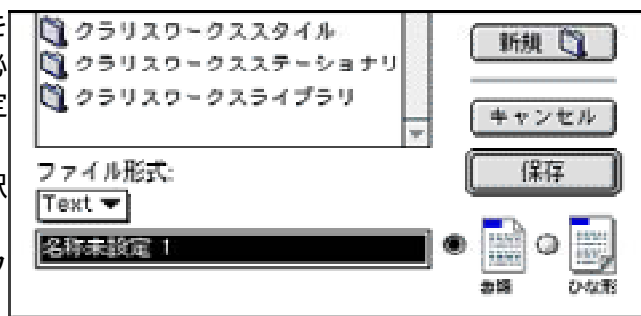 クラリスワークススタイル
クラリスワークスステーショナリ
クラリスワークスライブラリ
新規
キャンセル
保存
ファイル形式:
Text
名称未設定 1
書類
ひな形